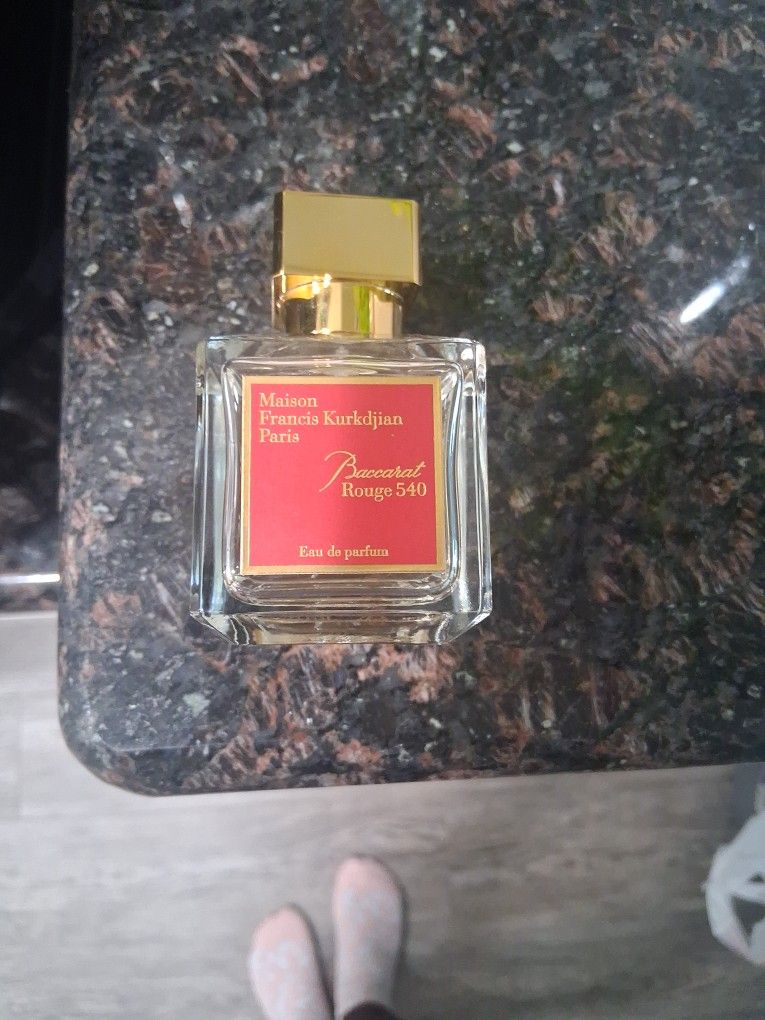 Maison
Francis Kurkdjian
Paris
Baccarat
Rouge 540
Eau de parfum